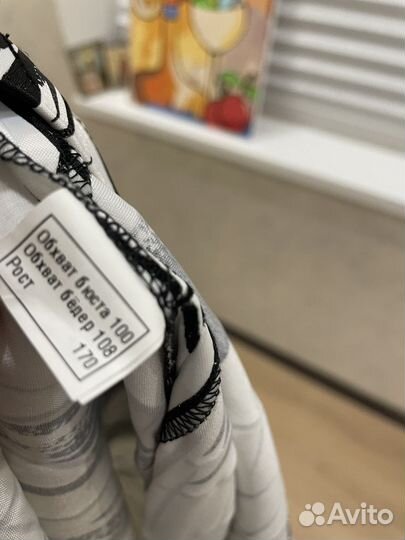 Обхват бюста 100
Обхват бёдер 108
Рост 170
Avito